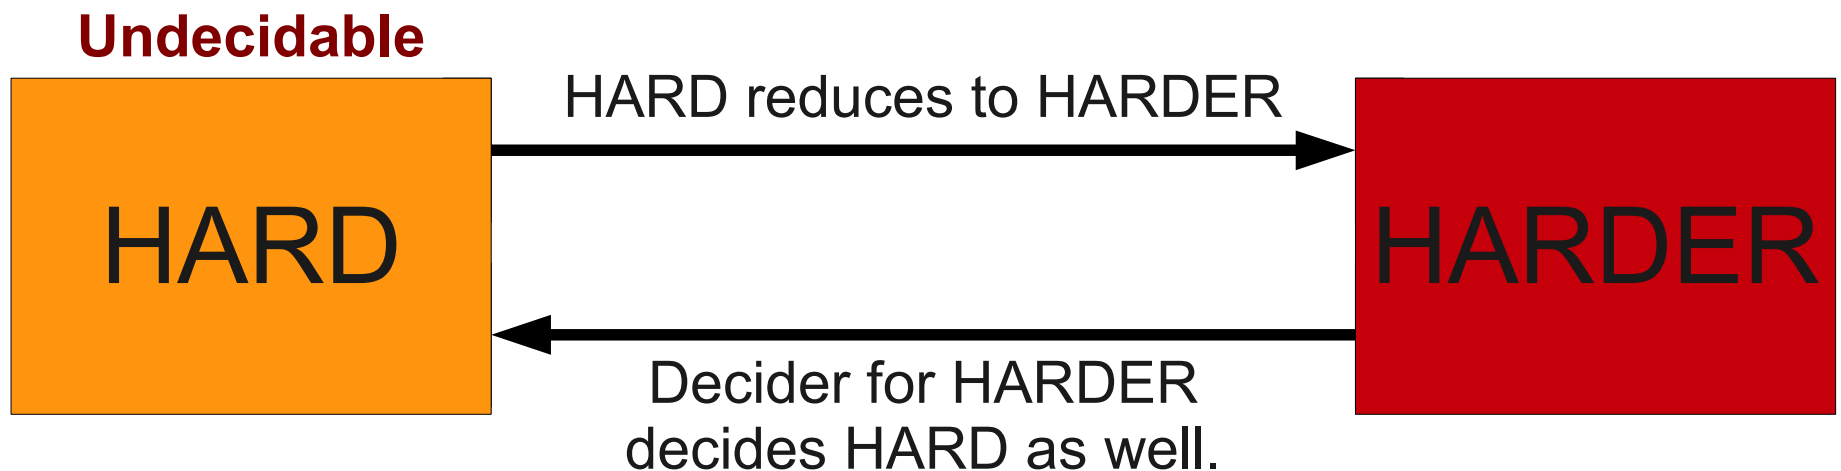 Undecidable
HARD reduces to HARDER
HARD
HARDER
Decider for HARDER
decides HARD as well.